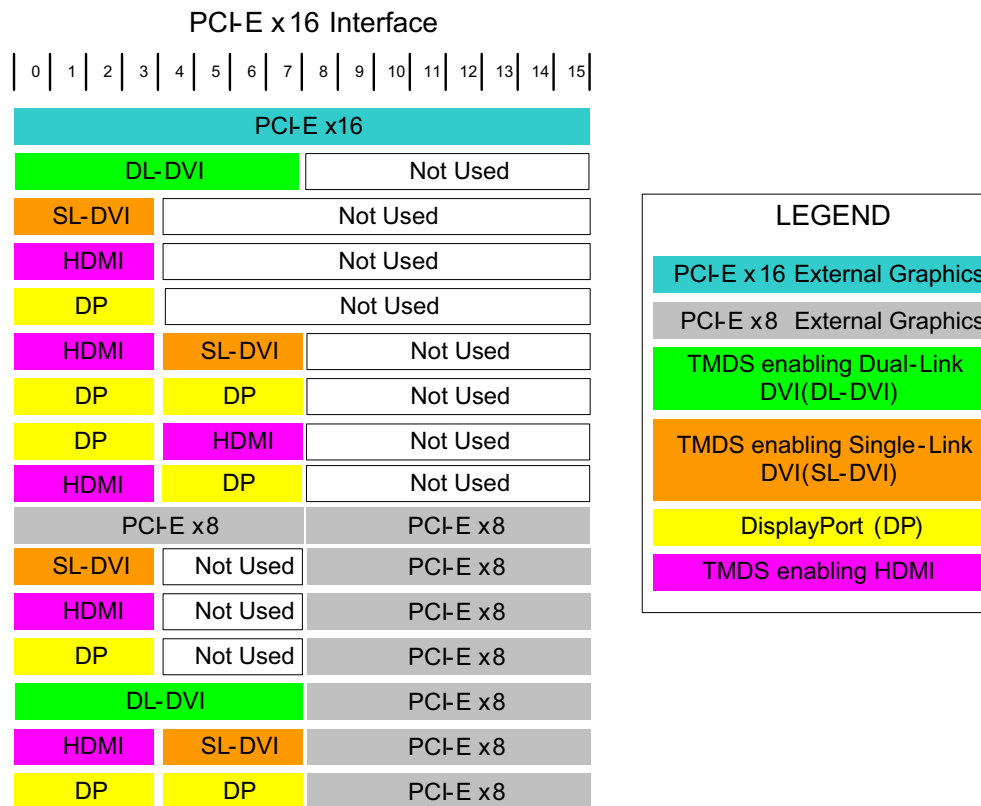 PCI-E x16 Interface
0 1 2 3 4 5 6 7 8 9 10 11 12 13 14 15
PCI-E x16
DL-DVI Not Used
SL-DVI Not Used
HDMI Not Used
DP Not Used
HDMI SL-DVI Not Used
DP DP Not Used
DP HDMI Not Used
HDMI DP Not Used
PCI-E x8 PCI-E x8
SL-DVI Not Used PCI-E x8
HDMI Not Used PCI-E x8
DP Not Used PCI-E x8
DL-DVI PCI-E x8
HDMI SL-DVI PCI-E x8
DP DP PCI-E x8
LEGEND
PCI-E x16 External Graphics
PCI-E x8 External Graphics
TMDS enabling Dual-Link
DVI(DL-DVI)
TMDS enabling Single-Link
DVI(SL-DVI)
DisplayPort (DP)
TMDS enabling HDMI